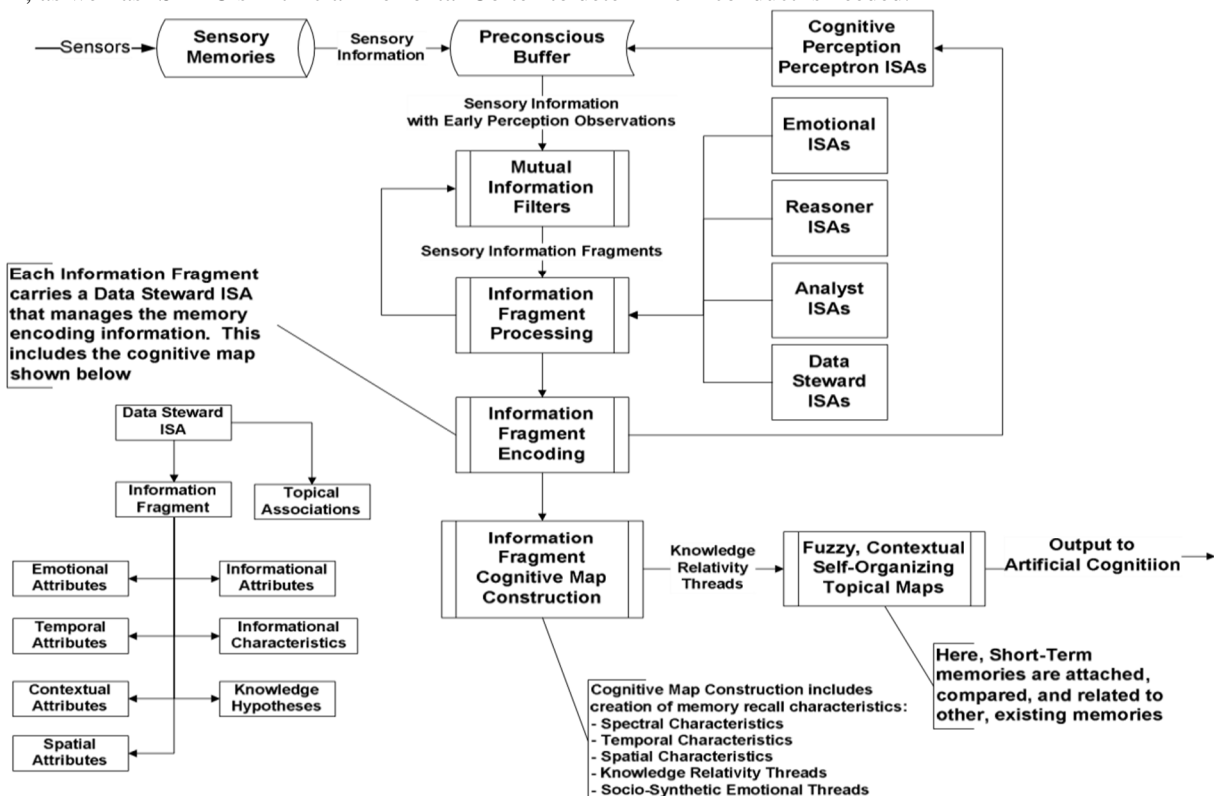 Sensors
Sensory
Memories
Sensory
Information
Preconscious
Buffer
Cognitive
Perception
Perceptron ISAs
Sensory Information
with Early Perception Observations
Emotional
ISAs
Mutual
Information
Filters
Reasoner
ISAs
Sensory Information Fragments
Each Information Fragment
carries a Data Steward ISA
that manages the memory
encoding information. This
includes the cognitive map
shown below
Information
Fragment
Processing
Analyst
ISAs
Data
Steward
ISAs
Information
Fragment
Encoding
Data Steward
ISA
Information
Fragment
Topical
Associations
Emotional
Attributes
Informational
Attributes
Temporal
Attributes
Informational
Characteristics
Contextual
Attributes
Knowledge
Hypotheses
Spatial
Attributes
Information
Fragment
Cognitive Map
Construction
Knowledge
Relativity
Threads
Fuzzy, Contextual
Self-Organizing
Topical Maps
Output to
Artificial Cognitiion
Here, Short-Term
memories are attached,
compared, and related to
other, existing memories
Cognitive Map Construction includes
creation of memory recall characteristics:
- Spectral Characteristics
- Temporal Characteristics
- Spatial Characteristics
- Knowledge Relativity Threads
- Socio-Synthetic Emotional Threads